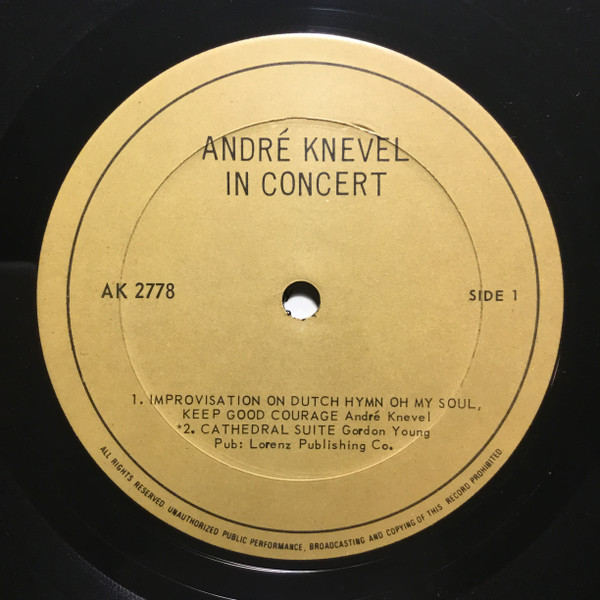 ANDRÉ KNEVEL
IN CONCERT
AK 2778
SIDE 1
1. IMPROVISATION ON DUTCH HYMN OH MY SOUL,
KEEP GOOD COURAGE André Knevel
*2. CATHEDRAL SUITE Gordon Young
Pub: Lorenz Publishing Co.
ALL RIGHTS RESERVED UNAUTHORIZED PUBLIC PERFORMANCE, BROADCASTING AND COPYING OF THIS RECORD PROHIBITED